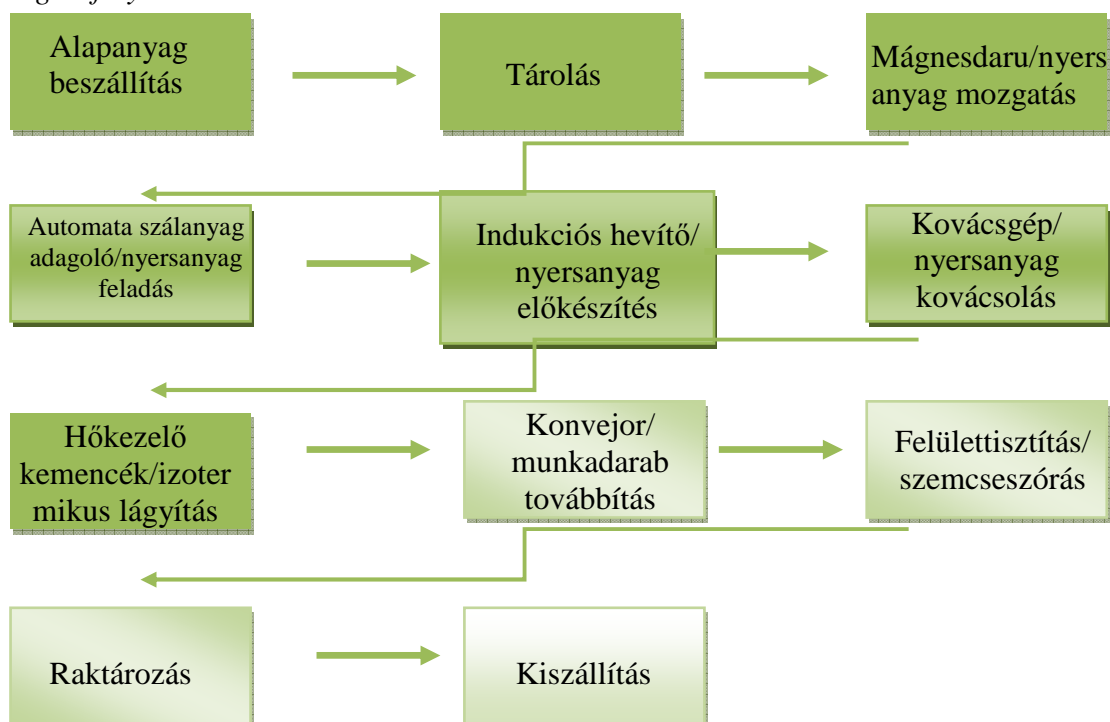 Alapanyag
beszállítás
Tárolás
Mágnesdaru/nyers
anyag mozgatás
Automata szálanyag
adagoló/nyersanyag
feladás
Indukciós hevítő/
nyersanyag
előkészítés
Kovácsgép/
nyersanyag
kovácsolás
Hőkezelő
kemencék/izoter
mikus lágyítás
Konvejor/
munkadarab
továbbítás
Felülettisztítás/
szemcseszórás
Raktározás
Kiszállítás